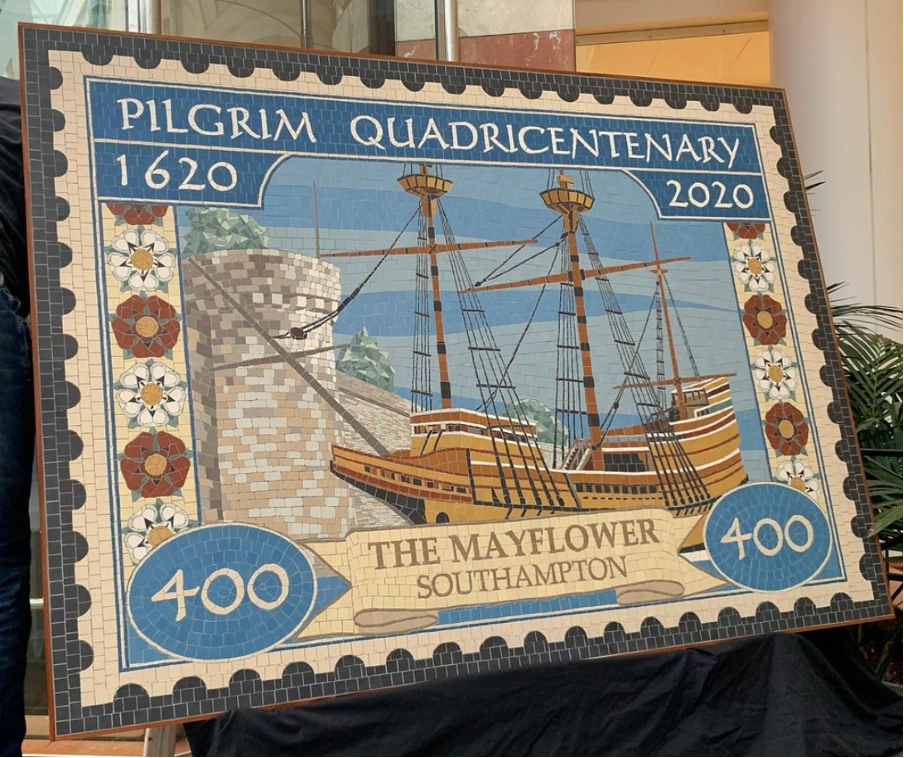 PILGRIM QUADRICENTENARY
1620
2020
THE MAYFLOWER
SOUTHAMPTON
400
400